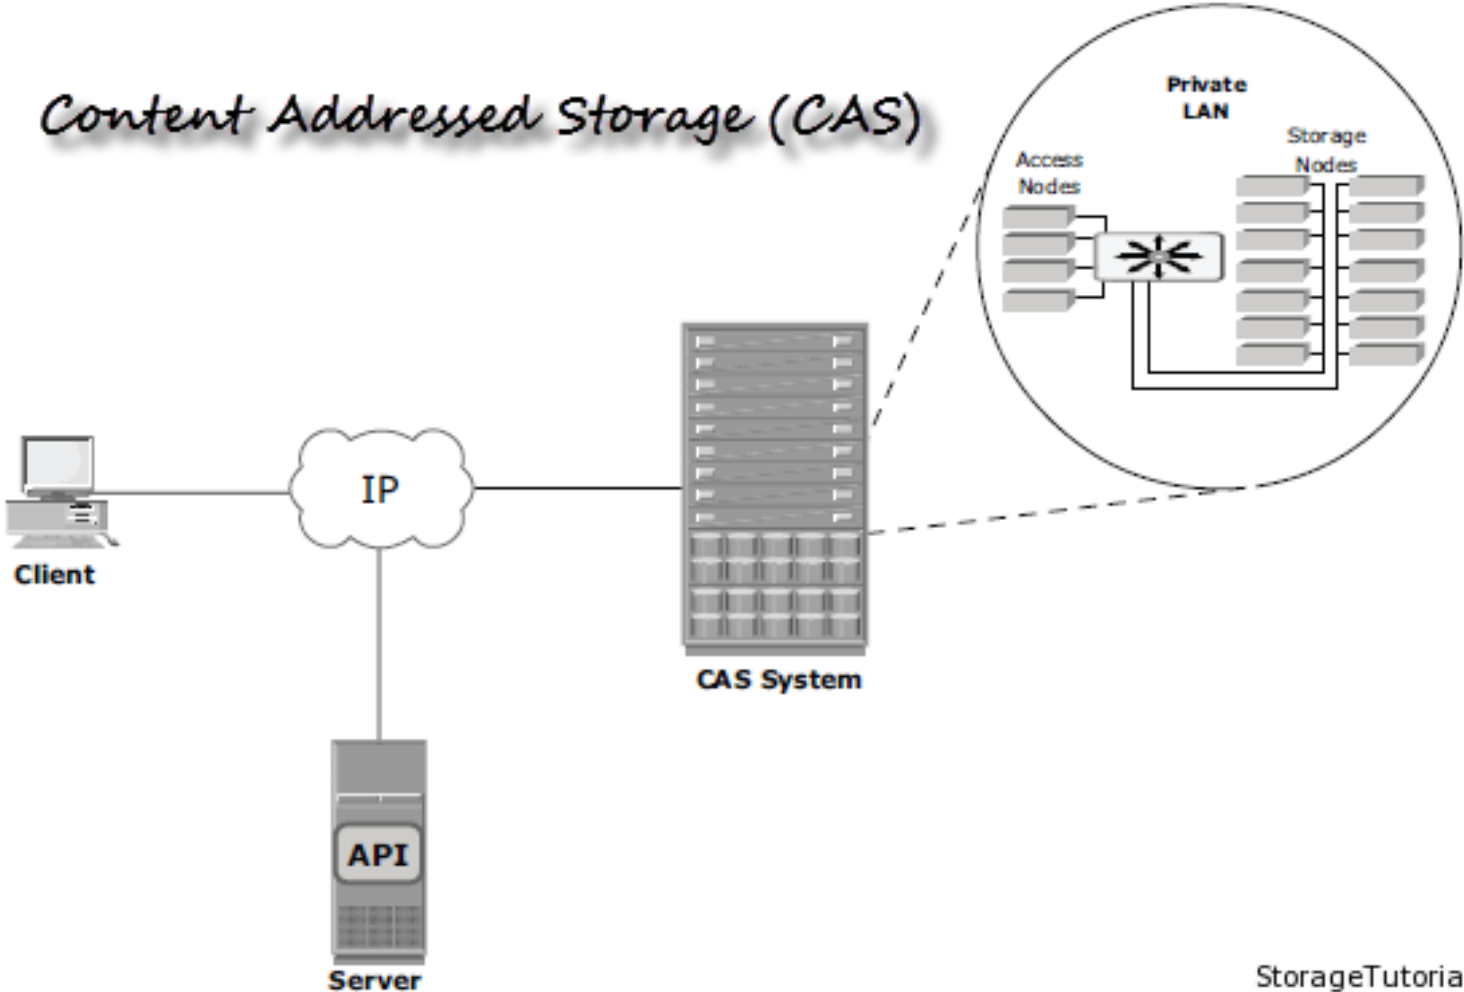 Content Addressed Storage (CAS)
Private
LAN
Access
Nodes
Storage
Nodes
IP
Client
CAS System
API
Server
StorageTutoria